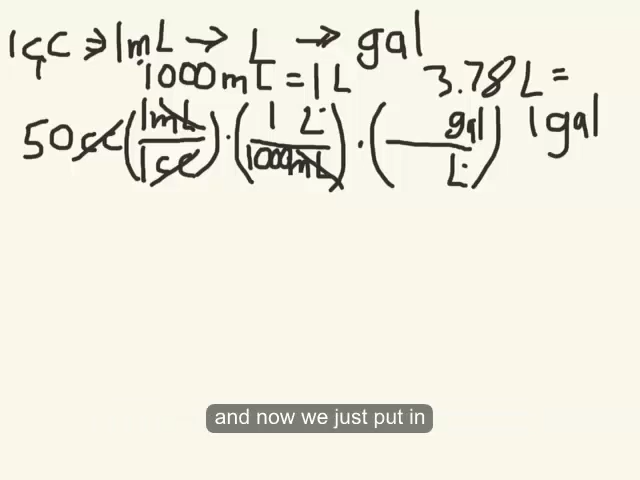 1cc → 1mL → L → gal
1000mL = 1L 3.78L =
50cc (1mL/1cc) · (1 L/1000mL) · ( gal/ L) 1gal
and now we just put in